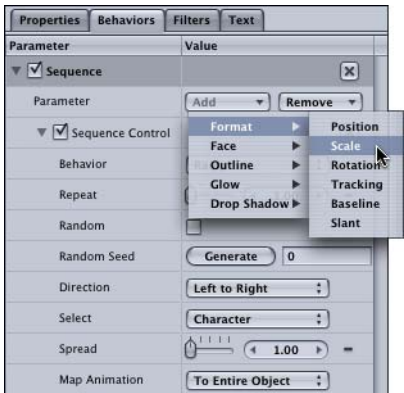 Properties Behaviors Filters Text
Parameter Value
Sequence
Parameter Add Remove
Sequence Control Format Position
Face Scale
Behavior Outline Rotation
Glow Tracking
Repeat Drop Shadow Baseline
Random Slant
Random Seed Generate 0
Direction Left to Right
Select Character
Spread 1.00
Map Animation To Entire Object